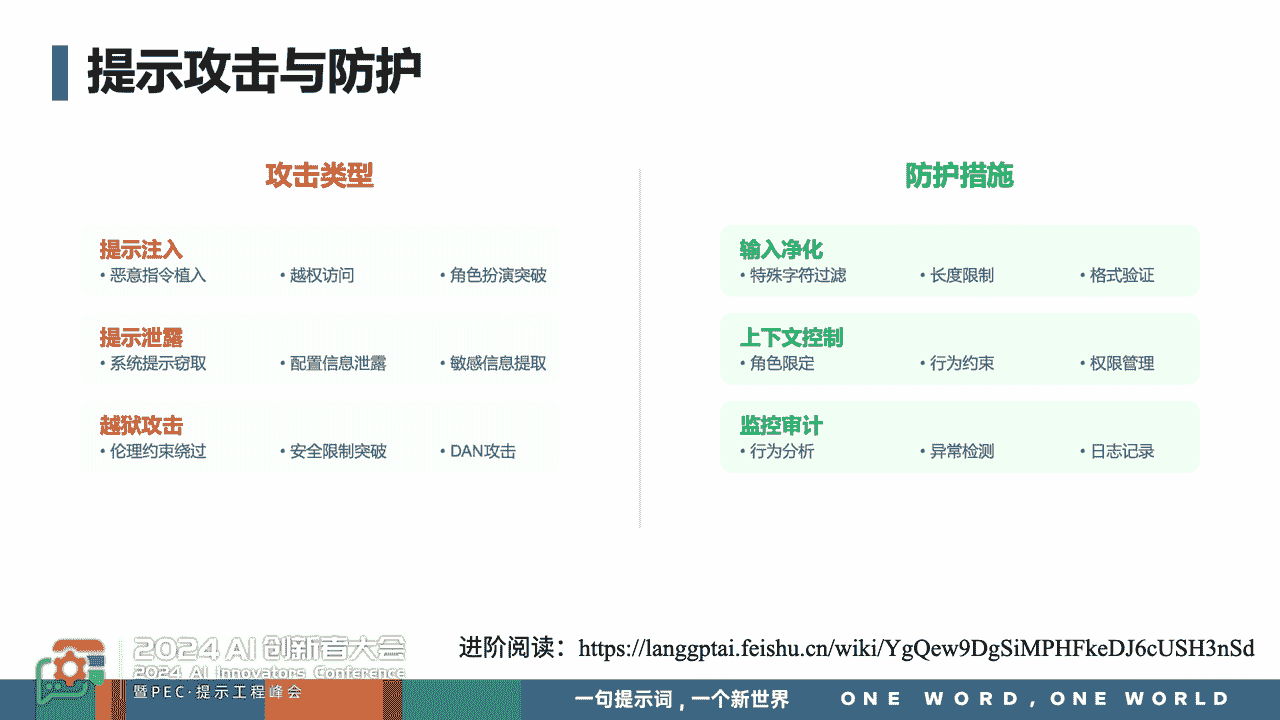 提示攻击与防护
攻击类型
提示注入
• 恶意指令植入 • 越权访问 • 角色扮演突破
提示泄露
• 系统提示窃取 • 配置信息泄露 • 敏感信息提取
越狱攻击
• 伦理约束绕过 • 安全限制突破 • DAN攻击
防护措施
输入净化
• 特殊字符过滤 • 长度限制 • 格式验证
上下文控制
• 角色限定 • 行为约束 • 权限管理
监控审计
• 行为分析 • 异常检测 • 日志记录
进阶阅读：https://langgptai.feishu.cn/wiki/YgQew9DgSiMPHFkeDJ6cUSH3nSd
2024 AI 创新者大会
2024 AI Innovators Conference
暨PEC·提示工程峰会
一句提示词，一个新世界
ONE WORD, ONE WORLD